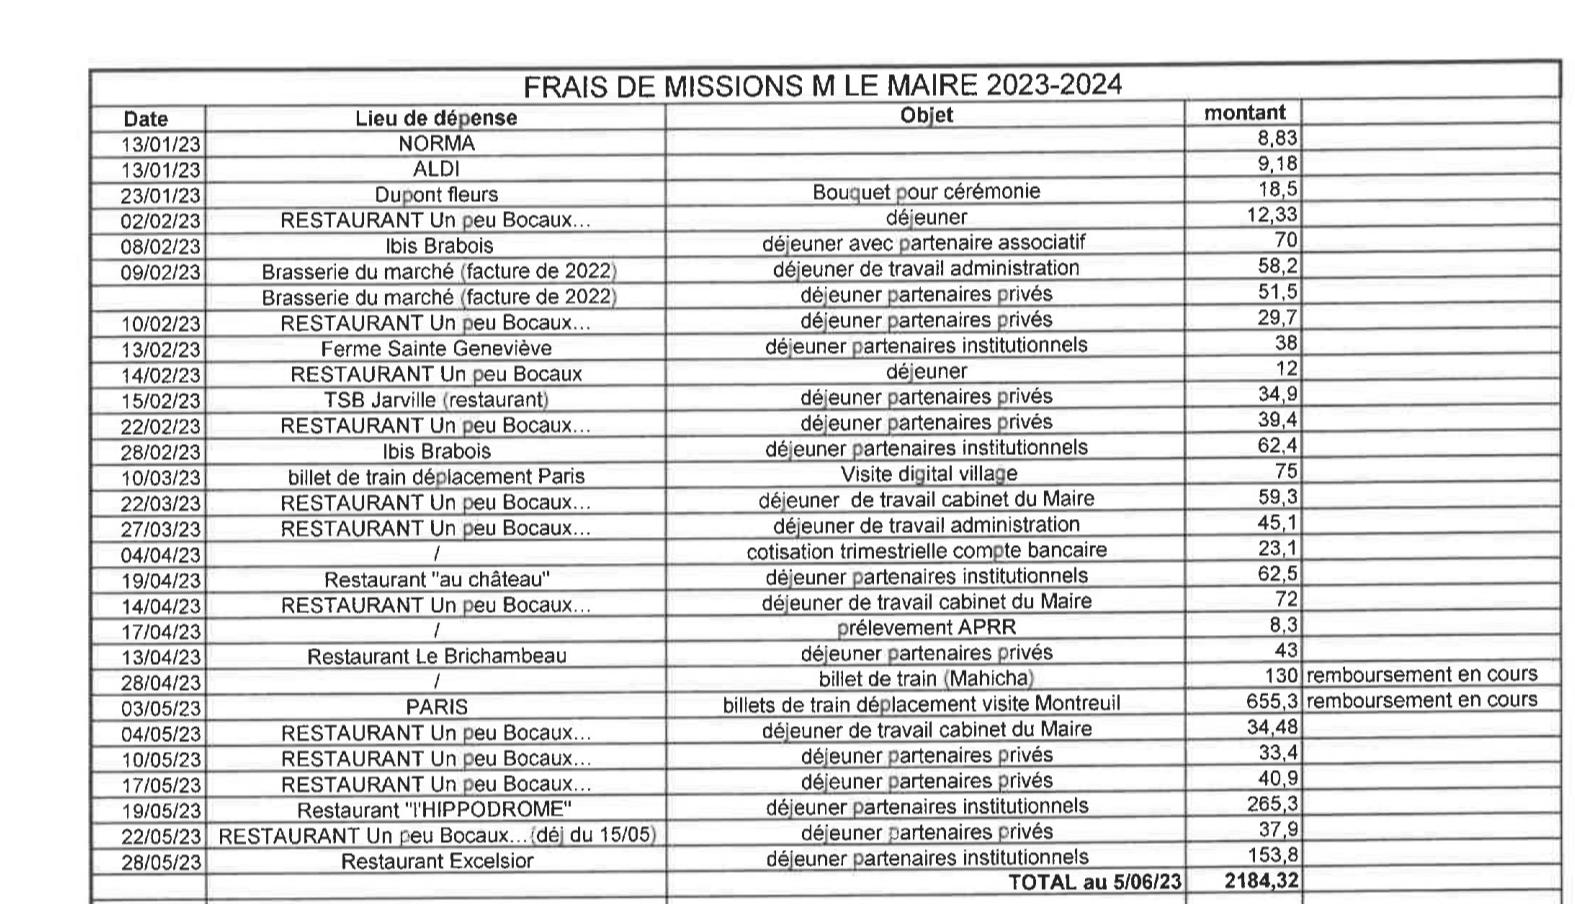 FRAIS DE MISSIONS M LE MAIRE 2023-2024
Date Lieu de dépense Objet montant
13/01/23 NORMA 8,83
13/01/23 ALDI 9,18
23/01/23 Dupont fleurs Bouquet pour cérémonie 18,5
02/02/23 RESTAURANT Un peu Bocaux... déjeuner 12,33
08/02/23 Ibis Brabois déjeuner avec partenaire associatif 70
09/02/23 Brasserie du marché (facture de 2022) déjeuner de travail administration 58,2
Brasserie du marché (facture de 2022) déjeuner partenaires privés 51,5
10/02/23 RESTAURANT Un peu Bocaux... déjeuner partenaires privés 29,7
13/02/23 Ferme Sainte Geneviève déjeuner partenaires institutionnels 38
14/02/23 RESTAURANT Un peu Bocaux déjeuner 12
15/02/23 TSB Jarville (restaurant) déjeuner partenaires privés 34,9
22/02/23 RESTAURANT Un peu Bocaux... déjeuner partenaires privés 39,4
28/02/23 Ibis Brabois déjeuner partenaires institutionnels 62,4
10/03/23 billet de train déplacement Paris Visite digital village 75
22/03/23 RESTAURANT Un peu Bocaux... déjeuner de travail cabinet du Maire 59,3
27/03/23 RESTAURANT Un peu Bocaux... déjeuner de travail administration 45,1
04/04/23 / cotisation trimestrielle compte bancaire 23,1
19/04/23 Restaurant "au château" déjeuner partenaires institutionnels 62,5
14/04/23 RESTAURANT Un peu Bocaux... déjeuner de travail cabinet du Maire 72
17/04/23 / prélevement APRR 8,3
13/04/23 Restaurant Le Brichambeau déjeuner partenaires privés 43
28/04/23 / billet de train (Mahicha) 130 remboursement en cours
03/05/23 PARIS billets de train déplacement visite Montreuil 655,3 remboursement en cours
04/05/23 RESTAURANT Un peu Bocaux... déjeuner de travail cabinet du Maire 34,48
10/05/23 RESTAURANT Un peu Bocaux... déjeuner partenaires privés 33,4
17/05/23 RESTAURANT Un peu Bocaux... déjeuner partenaires privés 40,9
19/05/23 Restaurant "l'HIPPODROME" déjeuner partenaires institutionnels 265,3
22/05/23 RESTAURANT Un peu Bocaux...(déj du 15/05) déjeuner partenaires privés 37,9
28/05/23 Restaurant Excelsior déjeuner partenaires institutionnels 153,8
TOTAL au 5/06/23 2184,32